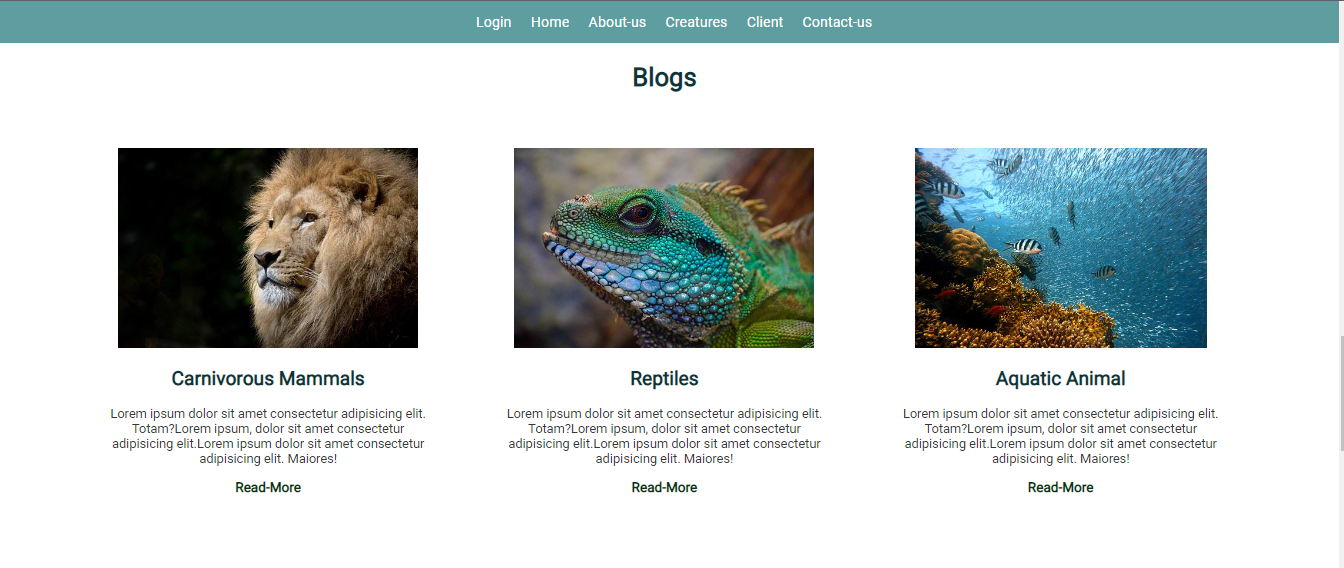 Login Home About-us Creatures Client Contact-us
Blogs
Carnivorous Mammals
Lorem ipsum dolor sit amet consectetur adipisicing elit.
Totam?Lorem ipsum, dolor sit amet consectetur
adipisicing elit.Lorem ipsum dolor sit amet consectetur
adipisicing elit. Maiores!
Read-More
Reptiles
Lorem ipsum dolor sit amet consectetur adipisicing elit.
Totam?Lorem ipsum, dolor sit amet consectetur
adipisicing elit.Lorem ipsum dolor sit amet consectetur
adipisicing elit. Maiores!
Read-More
Aquatic Animal
Lorem ipsum dolor sit amet consectetur adipisicing elit.
Totam?Lorem ipsum, dolor sit amet consectetur
adipisicing elit.Lorem ipsum dolor sit amet consectetur
adipisicing elit. Maiores!
Read-More